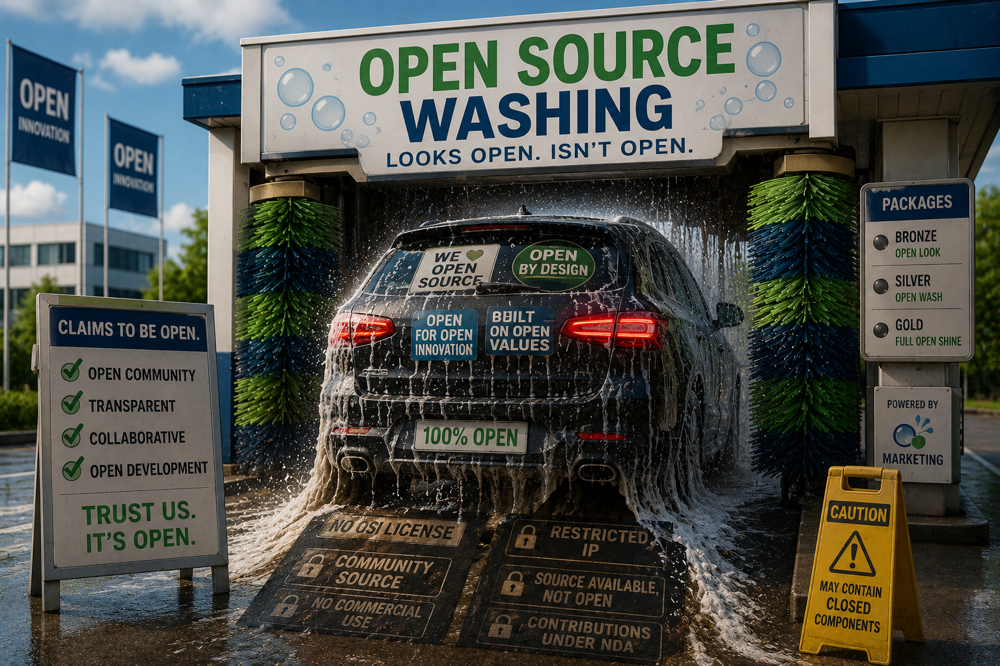 OPEN
INNOVATION
OPEN
INNOVATION
OPEN SOURCE
WASHING
LOOKS OPEN. ISN'T OPEN.
PACKAGES
BRONZE
OPEN LOOK
SILVER
OPEN WASH
GOLD
FULL OPEN SHINE
POWERED BY
MARKETING
WE
OPEN
SOURCE
OPEN
BY DESIGN
OPEN
FOR OPEN
INNOVATION
BUILT
ON OPEN
VALUES
100% OPEN
CLAIMS TO BE OPEN.
OPEN COMMUNITY
TRANSPARENT
COLLABORATIVE
OPEN DEVELOPMENT
TRUST US.
IT'S OPEN.
NO OSI LICENSE
COMMUNITY
SOURCE
NO COMMERCIAL
USE
RESTRICTED
IP
SOURCE AVAILABLE,
NOT OPEN
CONTRIBUTIONS
UNDER NDA
CAUTION
MAY CONTAIN
CLOSED
COMPONENTS